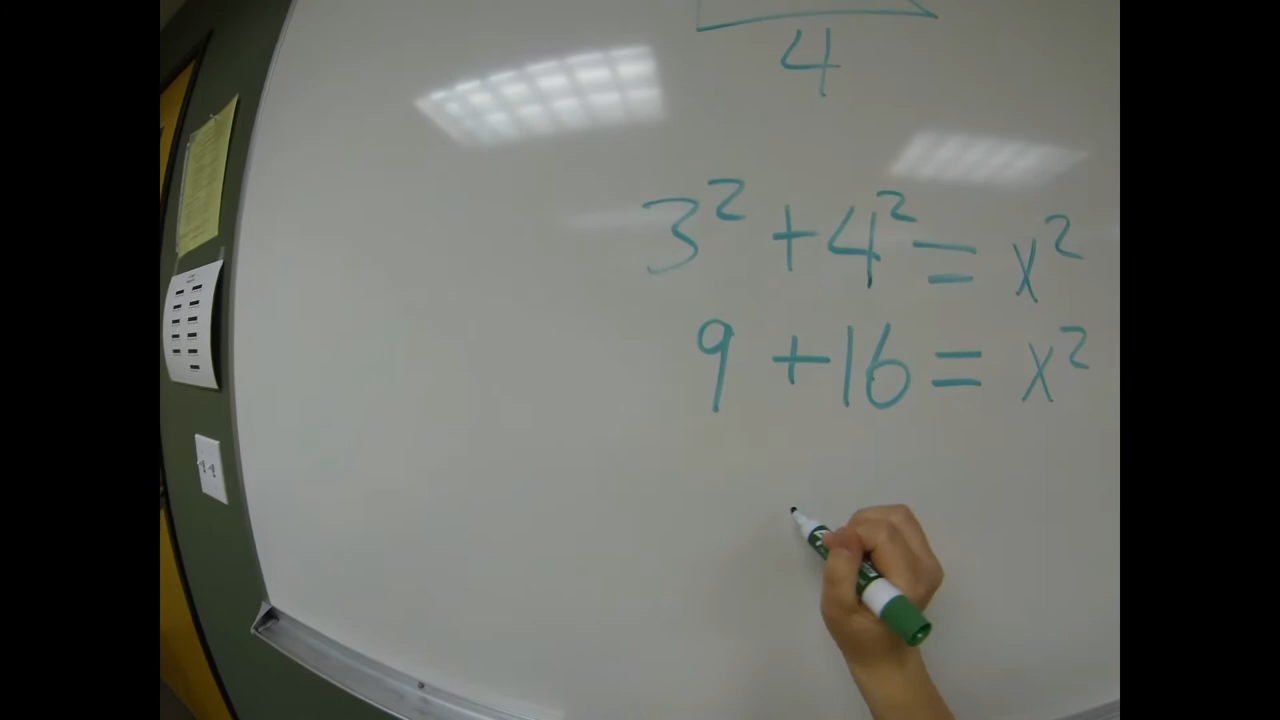 4
3² + 4² = x²
9 + 16 = x²